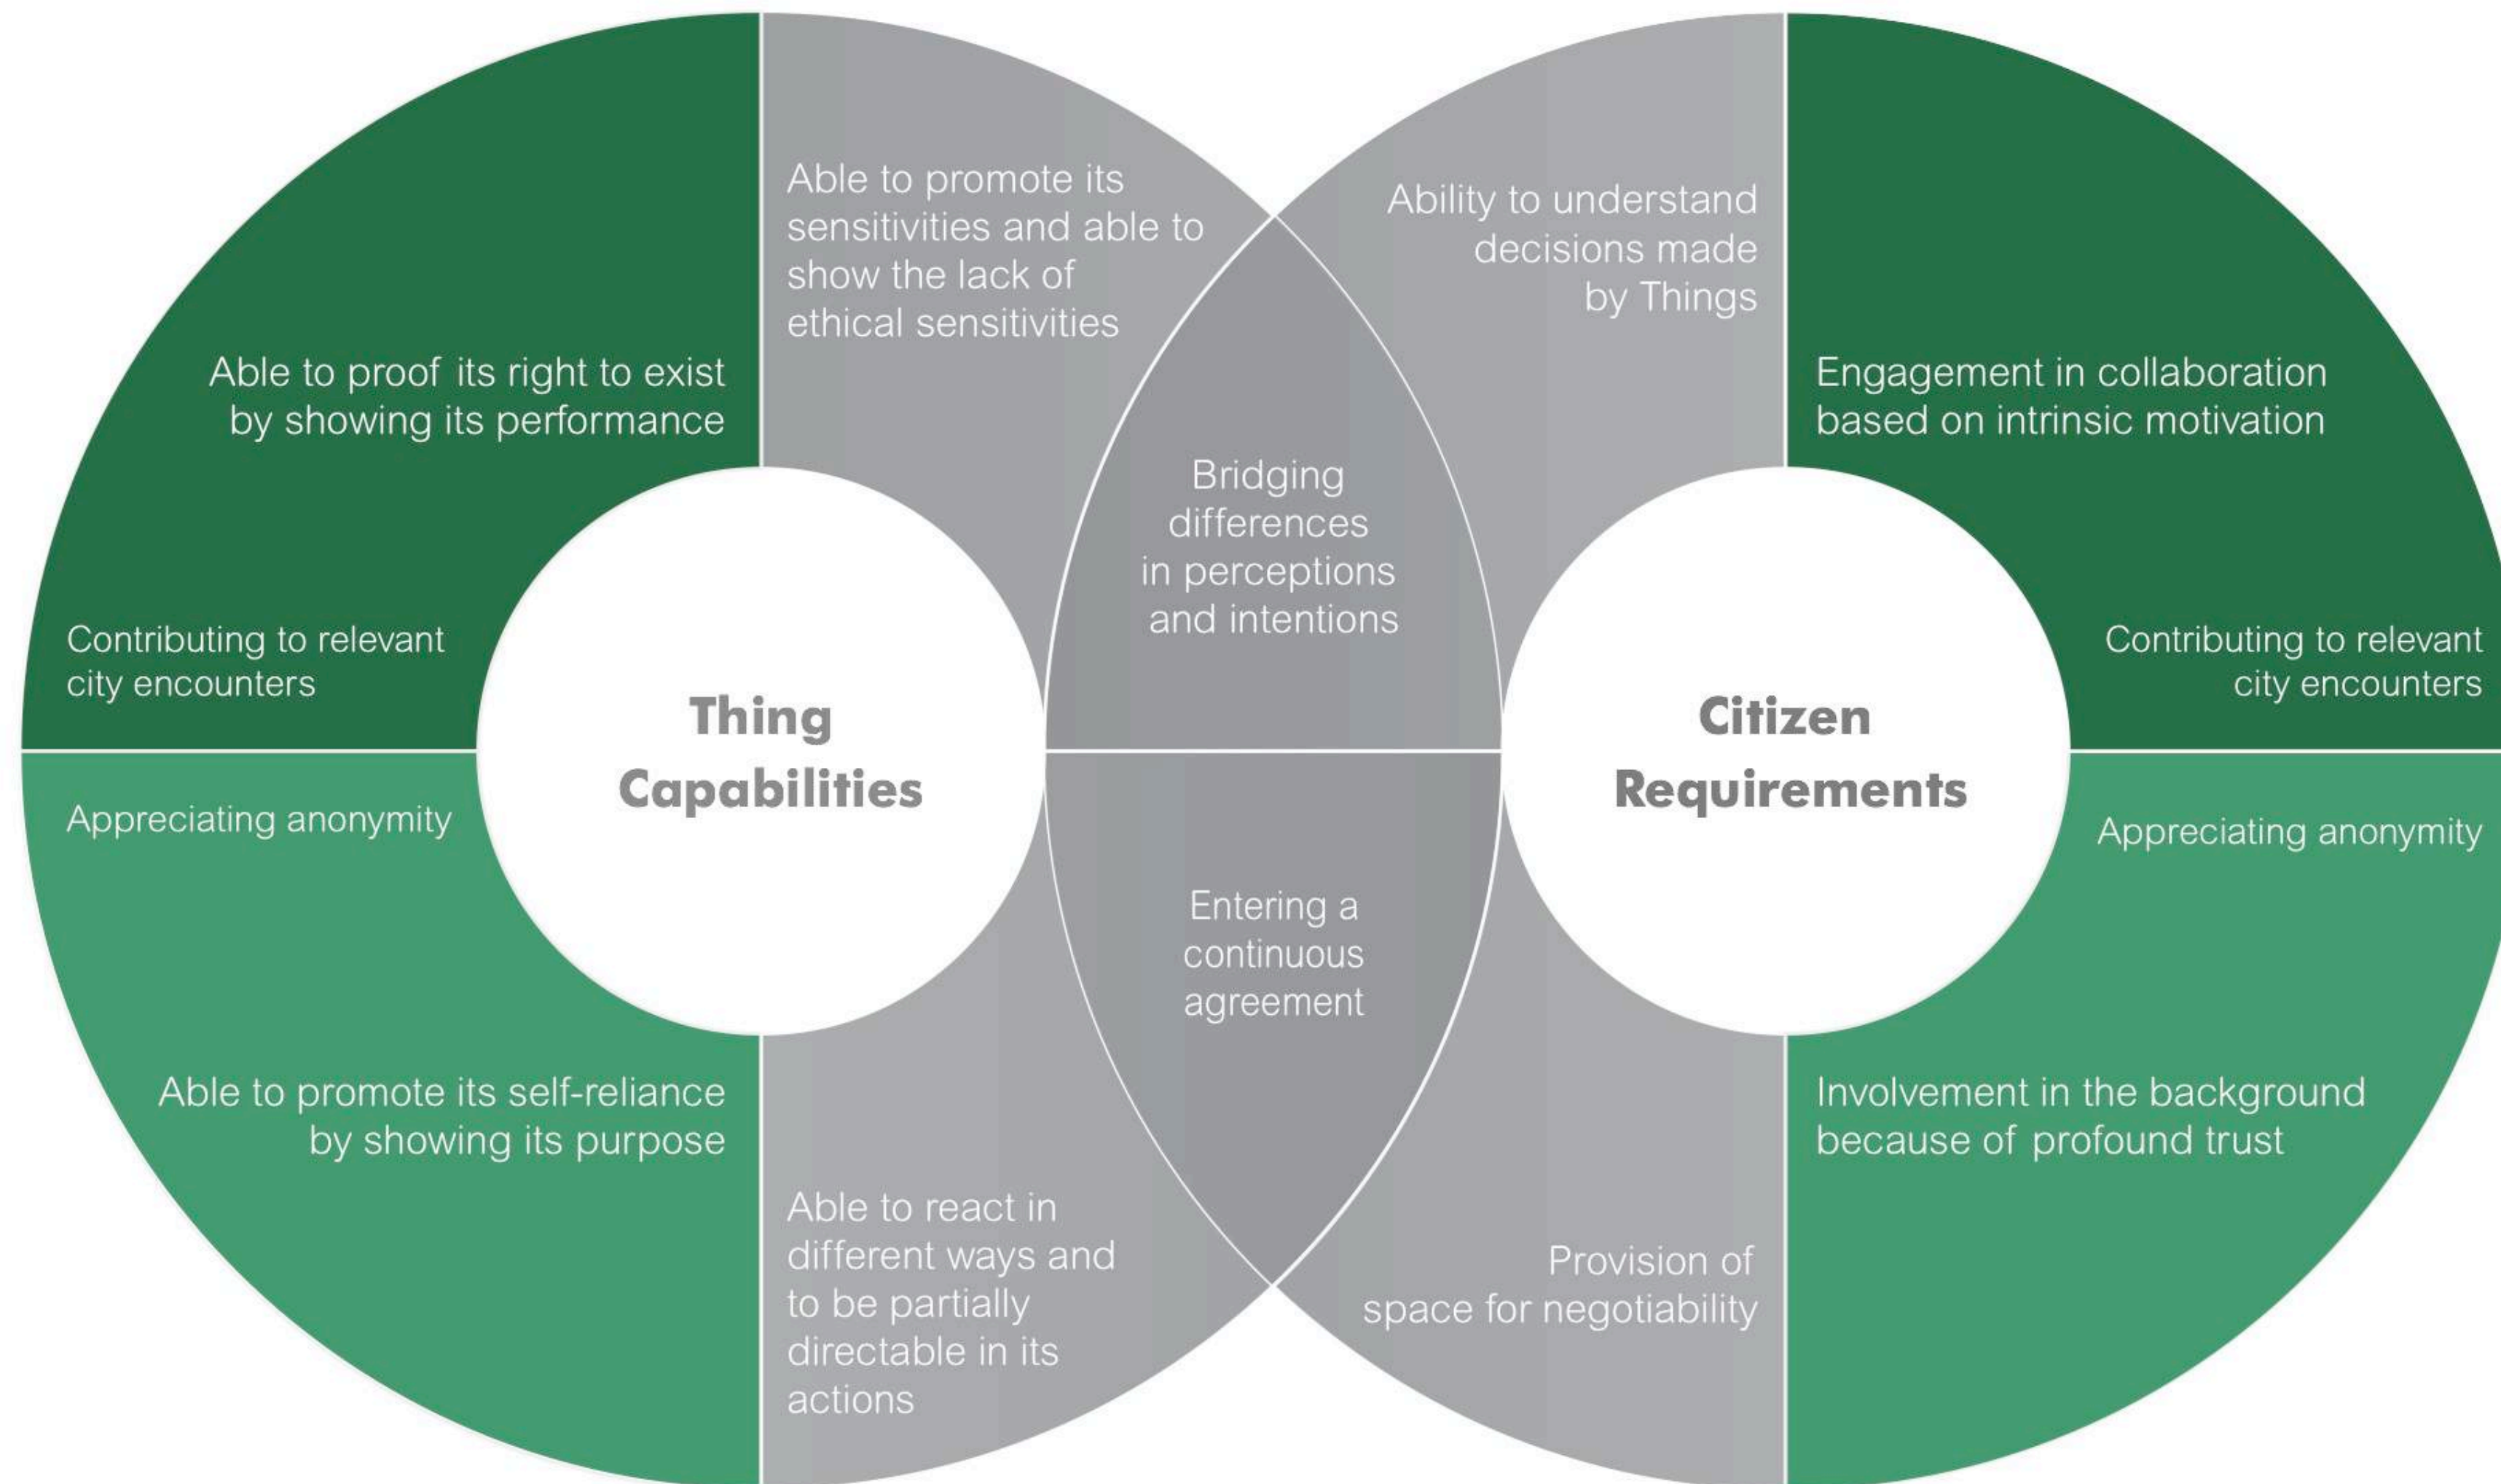 Able to proof its right to exist
by showing its performance
Contributing to relevant
city encounters
Able to promote its
sensitivities and able to
show the lack of
ethical sensitivities
Thing
Capabilities
Appreciating anonymity
Able to promote its self-reliance
by showing its purpose
Able to react in
different ways and
to be partially
directable in its
actions
Bridging
differences
in perceptions
and intentions
Entering a
continuous
agreement
Ability to understand
decisions made
by Things
Engagement in collaboration
based on intrinsic motivation
Contributing to relevant
city encounters
Citizen
Requirements
Appreciating anonymity
Involvement in the background
because of profound trust
Provision of
space for negotiability